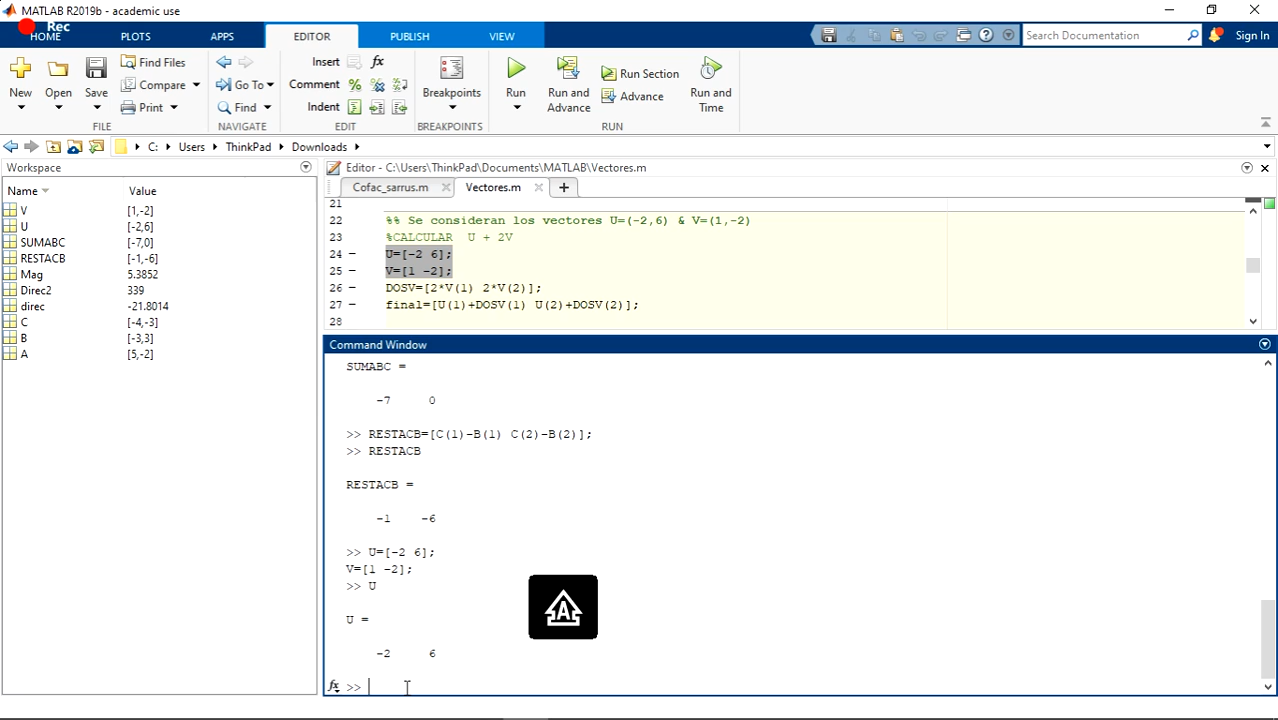 MATLAB R2019b - academic use
Rec
HOME PLOTS APPS EDITOR PUBLISH VIEW Search Documentation Sign In
Find Files Insert fx Run Section
Compare Comment
New Open Save Go To Breakpoints Run Run and Advance Run and Time
Print Find Indent Advance
FILE NAVIGATE EDIT BREAKPOINTS RUN
C: Users ThinkPad Downloads
Workspace
Name Value
V [1,-2]
U [-2,6]
SUMABC [-7,0]
RESTACB [-1,-6]
Mag 5.3852
Direc2 339
direc -21.8014
C [-4,-3]
B [-3,3]
A [5,-2]
Editor - C:\Users\ThinkPad\Documents\MATLAB\Vectores.m
Cofac_sarrus.m Vectores.m
21
22 %% Se consideran los vectores U=(-2,6) & V=(1,-2)
23 %CALCULAR U + 2V
24 - U=[-2 6];
25 - V=[1 -2];
26 - DOSV=[2*V(1) 2*V(2)];
27 - final=[U(1)+DOSV(1) U(2)+DOSV(2)];
28
Command Window
SUMABC =
-7 0
>> RESTACB=[C(1)-B(1) C(2)-B(2)];
>> RESTACB
RESTACB =
-1 -6
>> U=[-2 6];
V=[1 -2];
>> U
U =
-2 6
A
fx >>